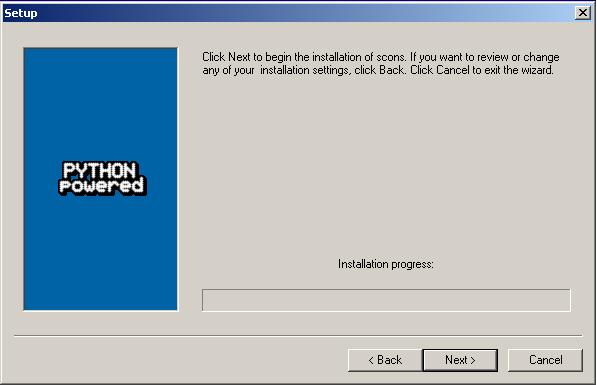 Setup
Click Next to begin the installation of scons. If you want to review or change
any of your  installation settings, click Back. Click Cancel to exit the wizard.
PYTHON
powered
Installation progress:
< Back
Next >
Cancel